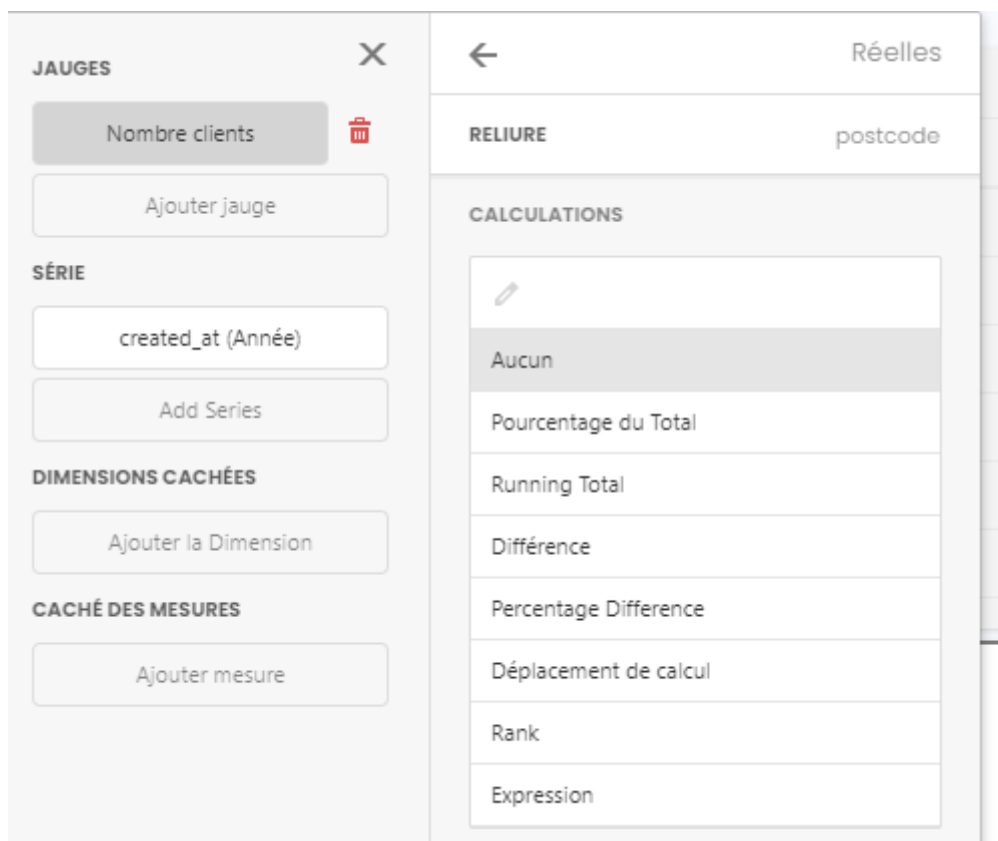 JAUGES
Nombre clients
Ajouter jauge
SÉRIE
created_at (Année)
Add Series
DIMENSIONS CACHÉES
Ajouter la Dimension
CACHÉ DES MESURES
Ajouter mesure
Réelles
RELIURE
postcode
CALCULATIONS
Aucun
Pourcentage du Total
Running Total
Différence
Percentage Difference
Déplacement de calcul
Rank
Expression